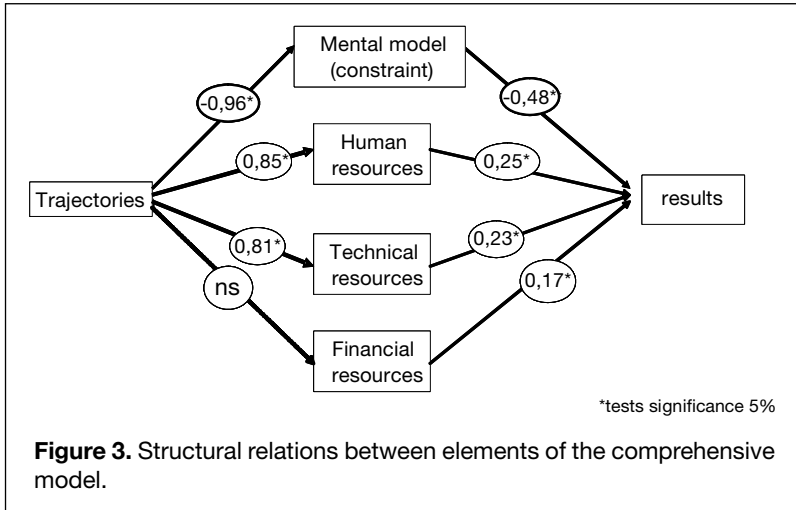 Mental model
(constraint)
-0,96*
-0,48*
Human
resources
0,85*
0,25*
Trajectories
results
0,81*
Technical
resources
0,23*
ns
0,17*
Financial
resources
*tests significance 5%
Figure 3. Structural relations between elements of the comprehensive
model.